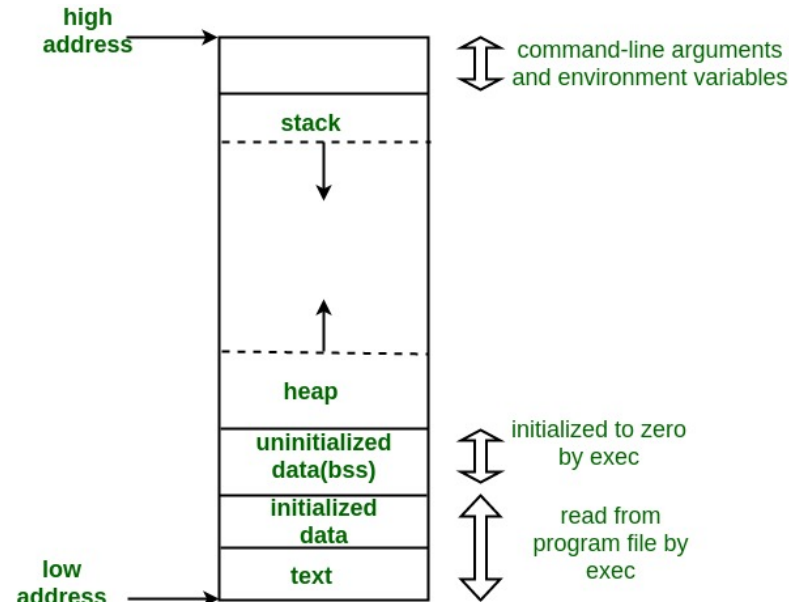 high
address
command-line arguments
and environment variables
stack
heap
uninitialized
data(bss)
initialized to zero
by exec
initialized
data
read from
program file by
exec
text
low
address